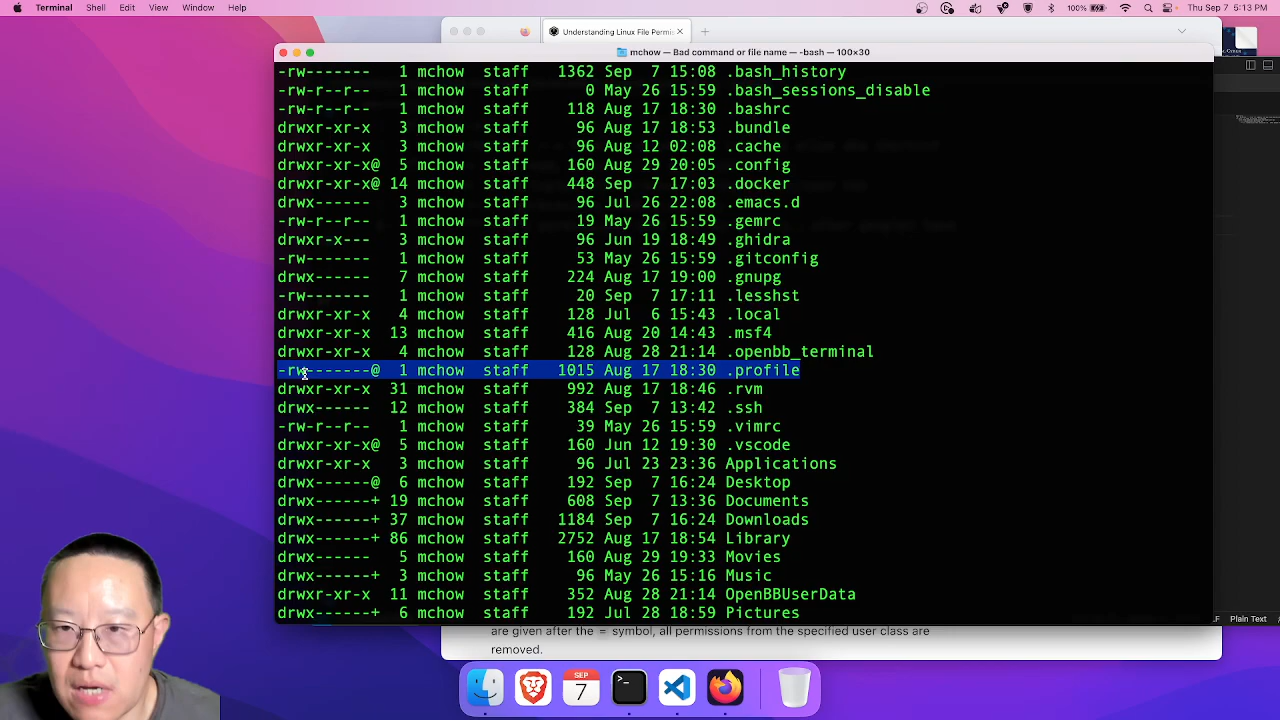 Terminal Shell Edit View Window Help 100% Thu Sep 7 5:13 PM
Understanding Linux File Permi
mchow — Bad command or file name — -bash — 100×30
-rw------- 1 mchow staff 1362 Sep 7 15:08 .bash_history
-rw-r--r-- 1 mchow staff 0 May 26 15:59 .bash_sessions_disable
-rw-r--r-- 1 mchow staff 118 Aug 17 18:30 .bashrc
drwxr-xr-x 3 mchow staff 96 Aug 17 18:53 .bundle
drwxr-xr-x 3 mchow staff 96 Aug 12 02:08 .cache
drwxr-xr-x@ 5 mchow staff 160 Aug 29 20:05 .config
drwxr-xr-x@ 14 mchow staff 448 Sep 7 17:03 .docker
drwx------ 3 mchow staff 96 Jul 26 22:08 .emacs.d
-rw-r--r-- 1 mchow staff 19 May 26 15:59 .gemrc
drwxr-x--- 3 mchow staff 96 Jun 19 18:49 .ghidra
-rw------- 1 mchow staff 53 May 26 15:59 .gitconfig
drwx------ 7 mchow staff 224 Aug 17 19:00 .gnupg
-rw------- 1 mchow staff 20 Sep 7 17:11 .lesshst
drwxr-xr-x 4 mchow staff 128 Jul 6 15:43 .local
drwxr-xr-x 13 mchow staff 416 Aug 20 14:43 .msf4
drwxr-xr-x 4 mchow staff 128 Aug 28 21:14 .openbb_terminal
-rw-------@ 1 mchow staff 1015 Aug 17 18:30 .profile
drwxr-xr-x 31 mchow staff 992 Aug 17 18:46 .rvm
drwx------ 12 mchow staff 384 Sep 7 13:42 .ssh
-rw-r--r-- 1 mchow staff 39 May 26 15:59 .vimrc
drwxr-xr-x@ 5 mchow staff 160 Jun 12 19:30 .vscode
drwxr-xr-x 3 mchow staff 96 Jul 23 23:36 Applications
drwx------@ 6 mchow staff 192 Sep 7 16:24 Desktop
drwx------+ 19 mchow staff 608 Sep 7 13:36 Documents
drwx------+ 37 mchow staff 1184 Sep 7 16:24 Downloads
drwx------+ 86 mchow staff 2752 Aug 17 18:54 Library
drwx------ 5 mchow staff 160 Aug 29 19:33 Movies
drwx------+ 3 mchow staff 96 May 26 15:16 Music
drwxr-xr-x 11 mchow staff 352 Aug 28 21:14 OpenBBUserData
drwx------+ 6 mchow staff 192 Jul 28 18:59 Pictures
Plain Text
are given after the = symbol, all permissions from the specified user class are
removed.
SEP
7